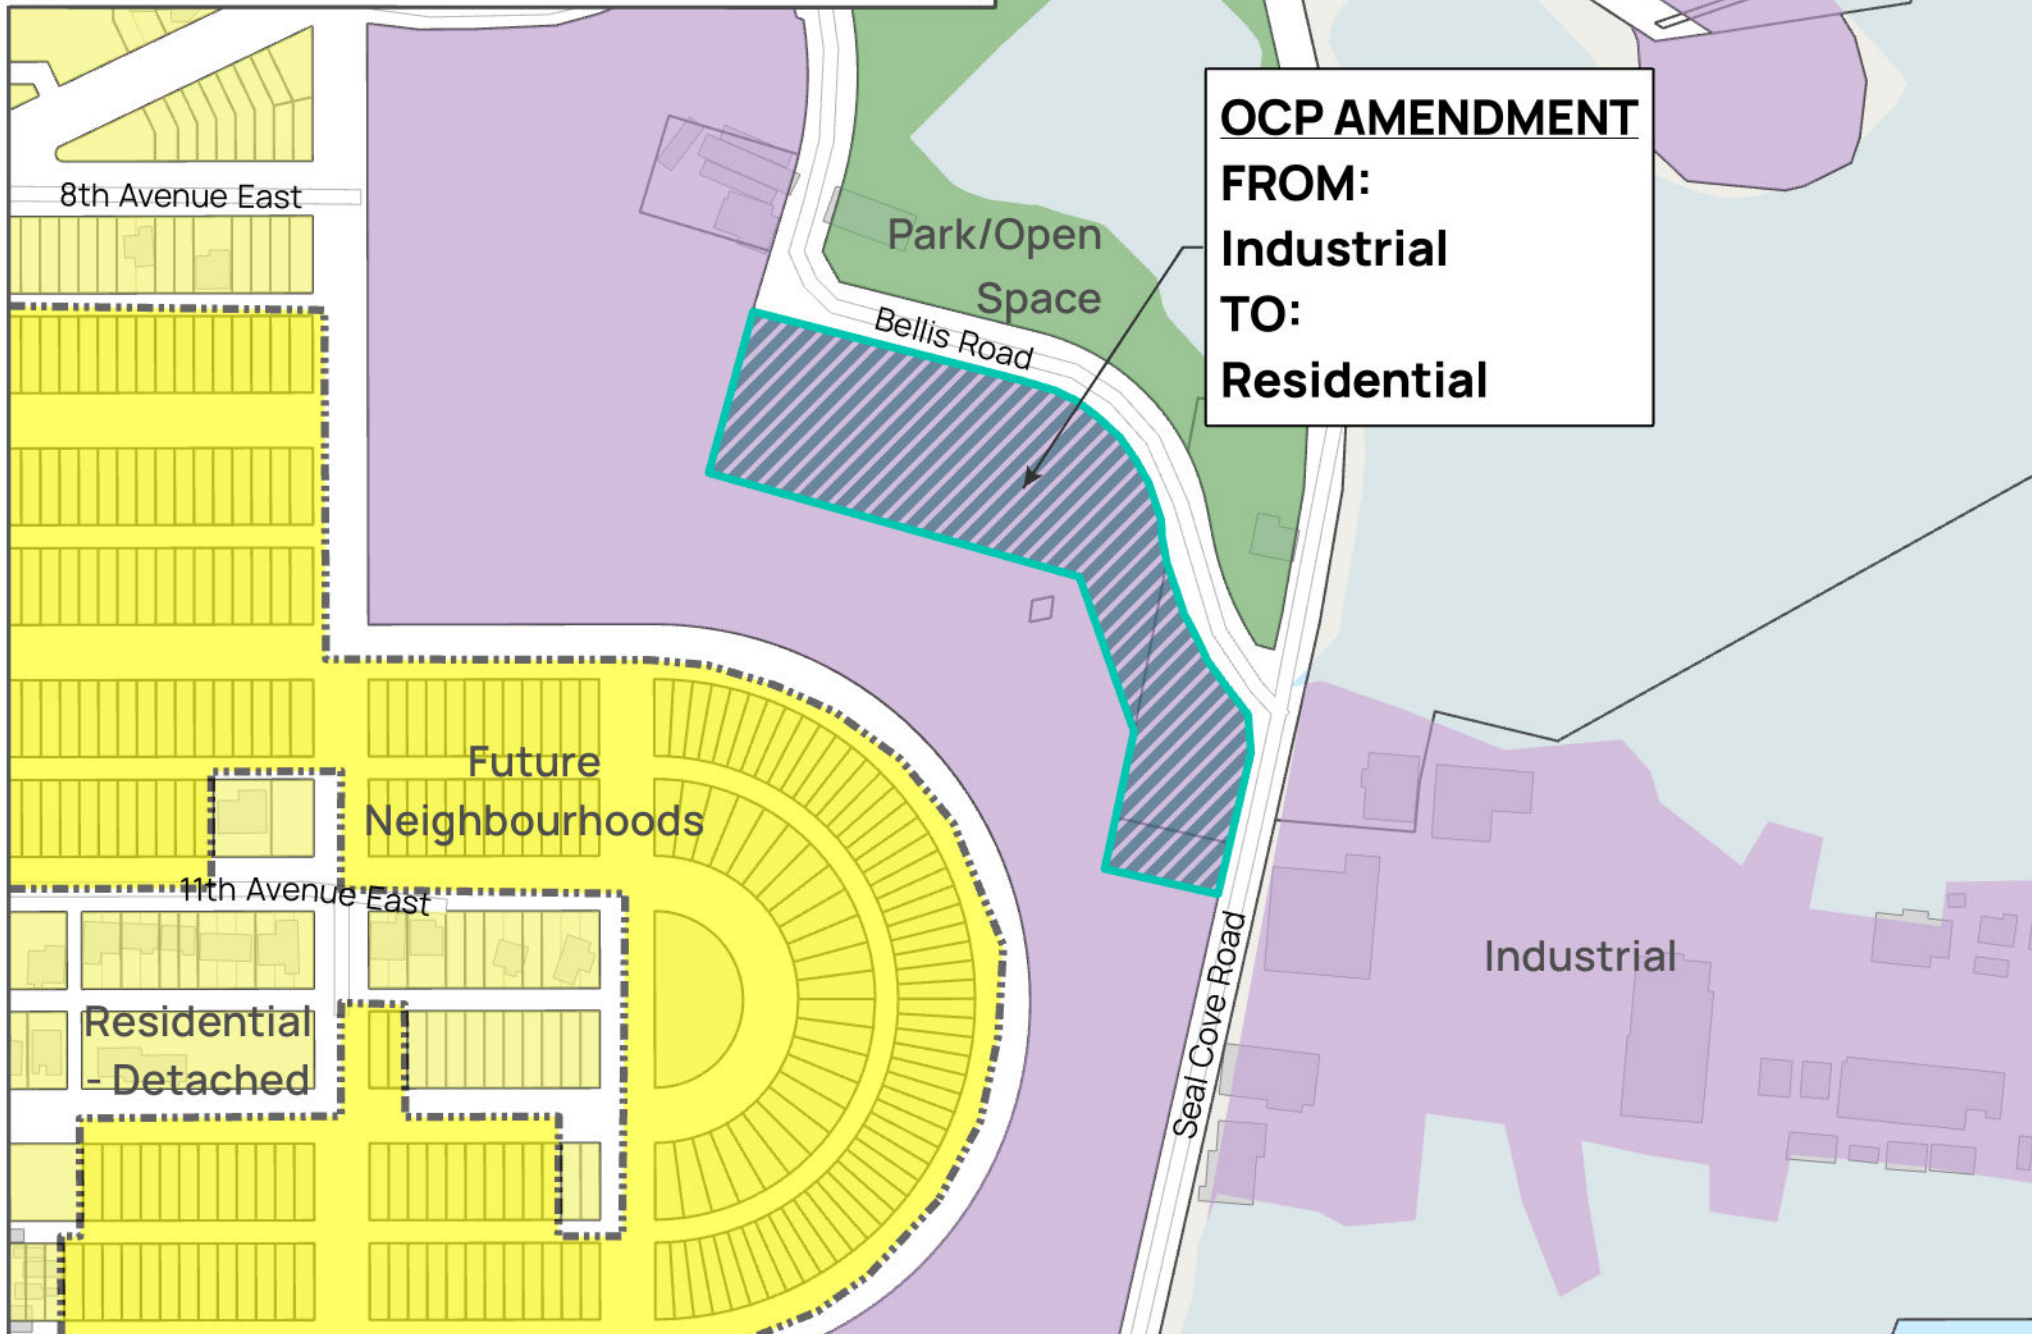 OCP AMENDMENT
FROM:
Industrial
TO:
Residential
8th Avenue East
Park/Open
Space
Bellis Road
Future
Neighbourhoods
11th Avenue East
Residential
- Detached
Industrial
Seal Cove Road